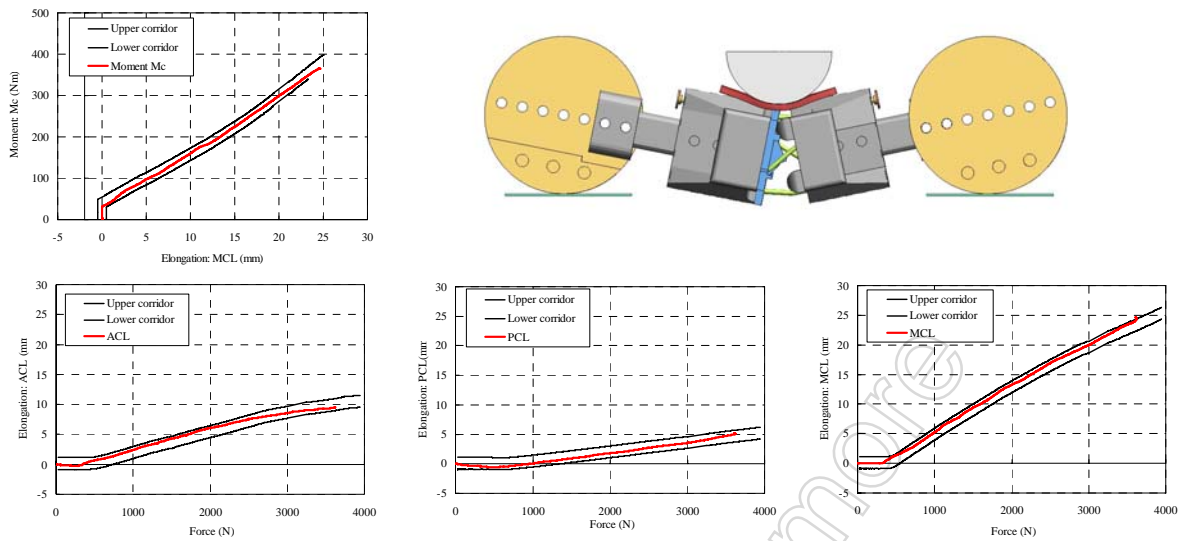 500
400
300
200
100
0
Moment: Mc (Nm)
Upper corridor
Lower corridor
Moment Mc
-5 0 5 10 15 20 25 30
Elongation: MCL (mm)
30
25
20
15
10
5
0
-5
Elongation: ACL (mm
Upper corridor
Lower corridor
ACL
0 1000 2000 3000 4000
Force (N)
30
25
20
15
10
5
0
-5
Elongation: PCL(mm
Upper corridor
Lower corridor
PCL
0 1000 2000 3000 4000
Force (N)
30
25
20
15
10
5
0
-5
Elongation: MCL (mm
Upper corridor
Lower corridor
MCL
0 1000 2000 3000 4000
Force (N)
more